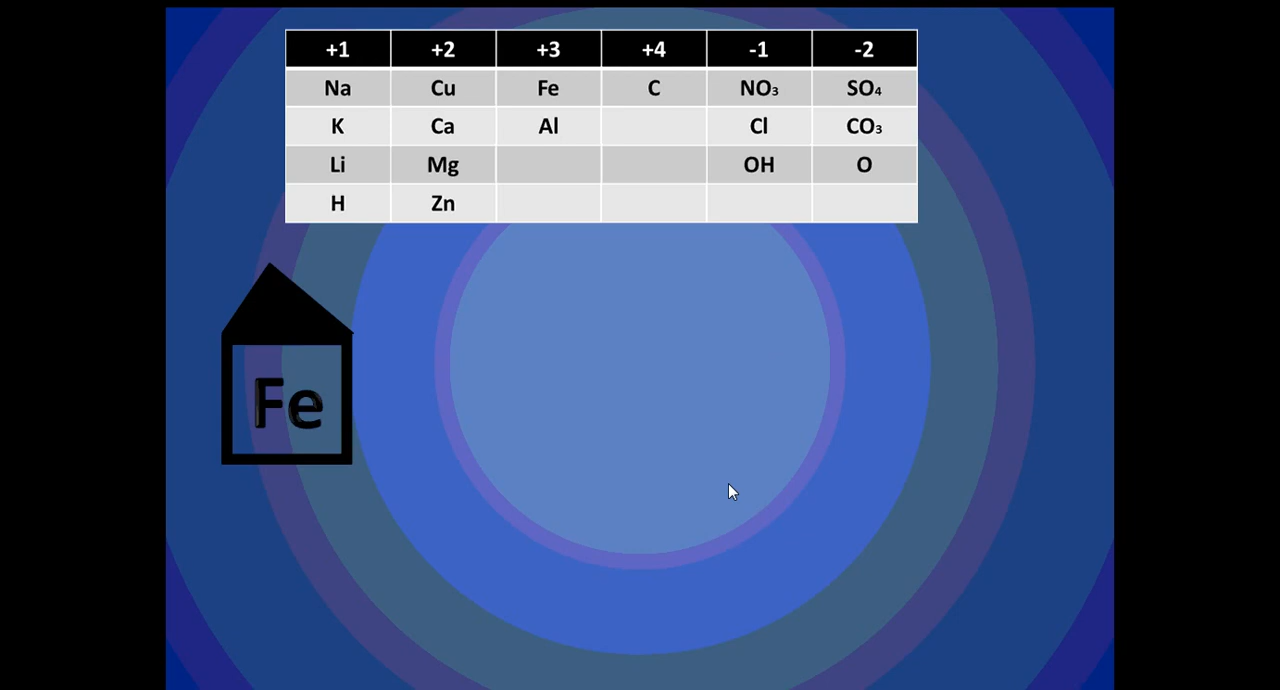 +1 +2 +3 +4 -1 -2
Na Cu Fe C NO₃ SO₄
K Ca Al Cl CO₃
Li Mg OH O
H Zn
Fe